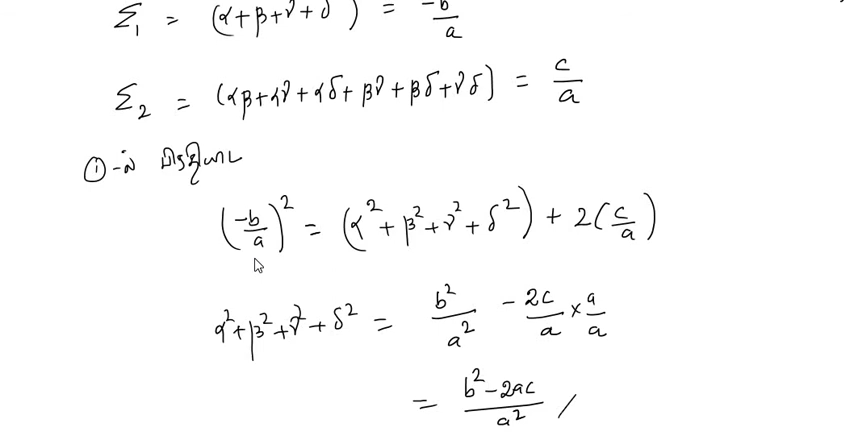 Σ₁ = (α+β+γ+δ) = -b/a
Σ₂ = (αβ+αγ+αδ+βγ+βδ+γδ) = c/a
①-ல் பிரதியிட
(-b/a)² = (α²+β²+γ²+δ²) + 2(c/a)
α²+β²+γ²+δ² = b²/a² - 2c/a × a/a
= b²-2ac/a² /